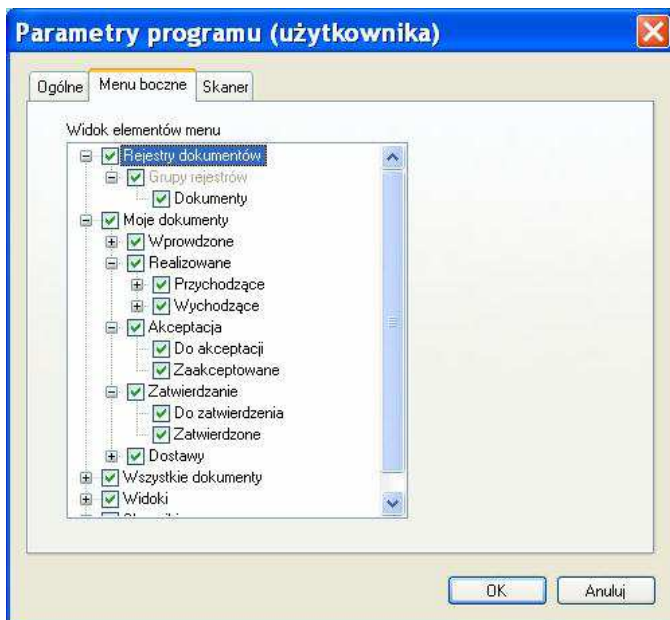 Parametry programu (użytkownika)
Ogólne Menu boczne Skaner
Widok elementów menu
Rejestry dokumentów
Grupy rejestrów
Dokumenty
Moje dokumenty
Wprowdzone
Realizowane
Przychodzące
Wychodzące
Akceptacja
Do akceptacji
Zaakceptowane
Zatwierdzanie
Do zatwierdzenia
Zatwierdzone
Dostawy
Wszystkie dokumenty
Widoki
OK Anuluj